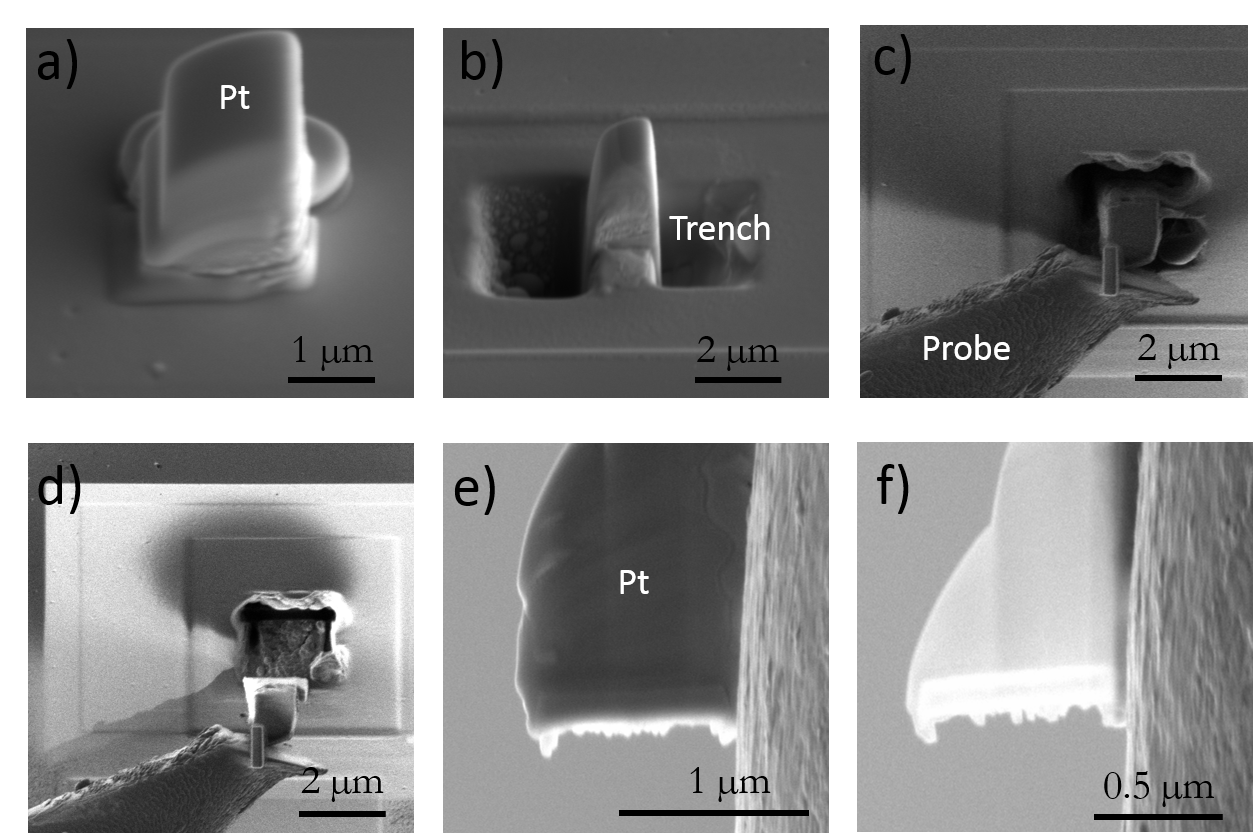 a)
Pt
1 μm
b)
Trench
2 μm
c)
Probe
2 μm
d)
2 μm
e)
Pt
1 μm
f)
0.5 μm